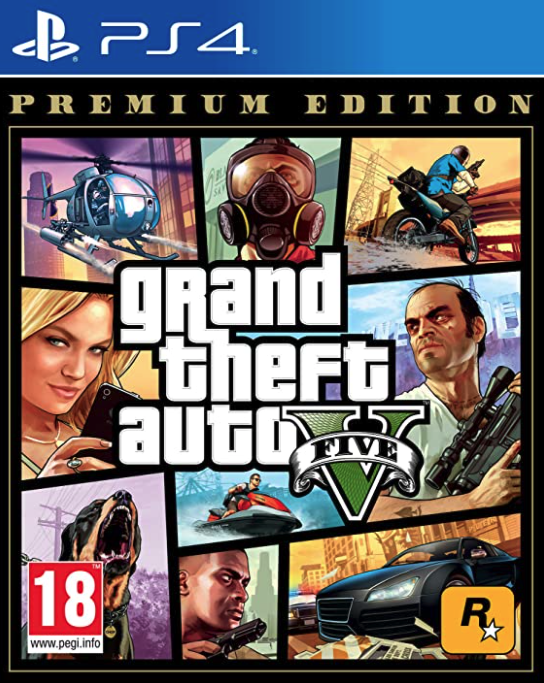 PS4
PREMIUM EDITION
grand
theft
auto V
FIVE
18
www.pegi.info
R